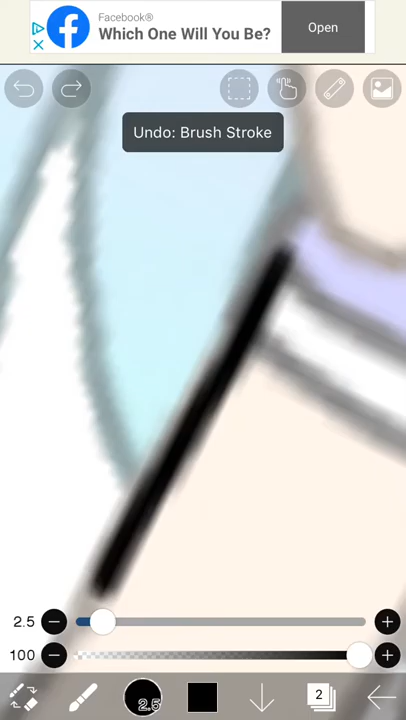 Facebook®
Which One Will You Be?
Open
Undo: Brush Stroke
2.5
100
2.5
2